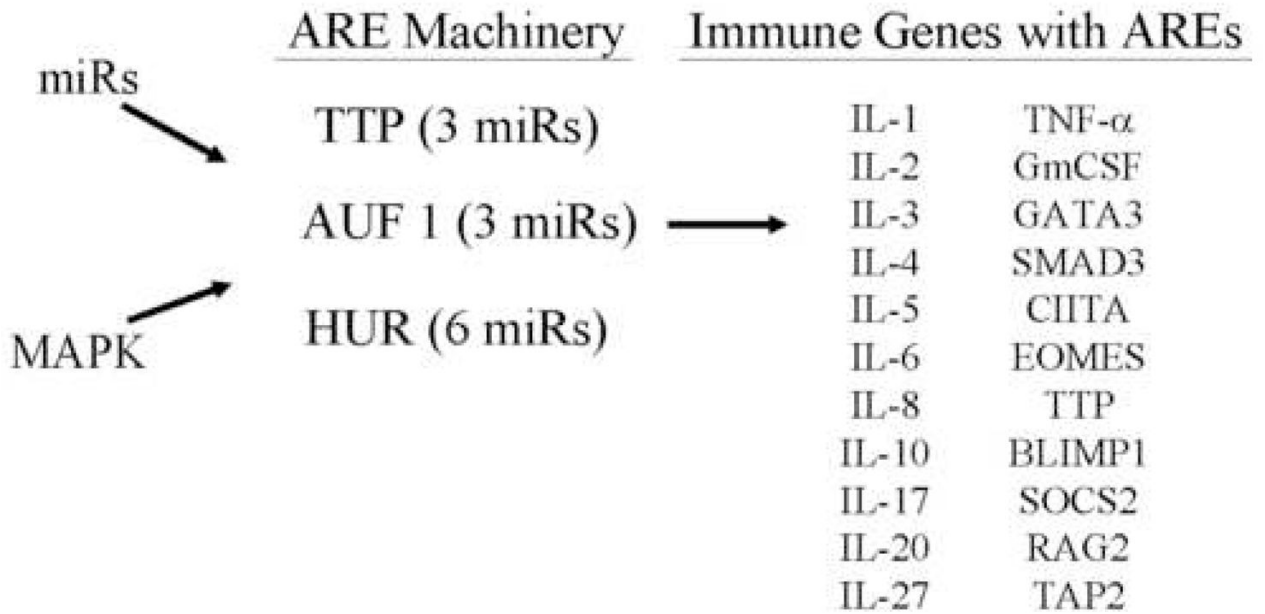 ARE Machinery
Immune Genes with AREs
miRs
MAPK
TTP (3 miRs)
AUF 1 (3 miRs)
HUR (6 miRs)
IL-1 TNF-α
IL-2 GmCSF
IL-3 GATA3
IL-4 SMAD3
IL-5 CIITA
IL-6 EOMES
IL-8 TTP
IL-10 BLIMP1
IL-17 SOCS2
IL-20 RAG2
IL-27 TAP2